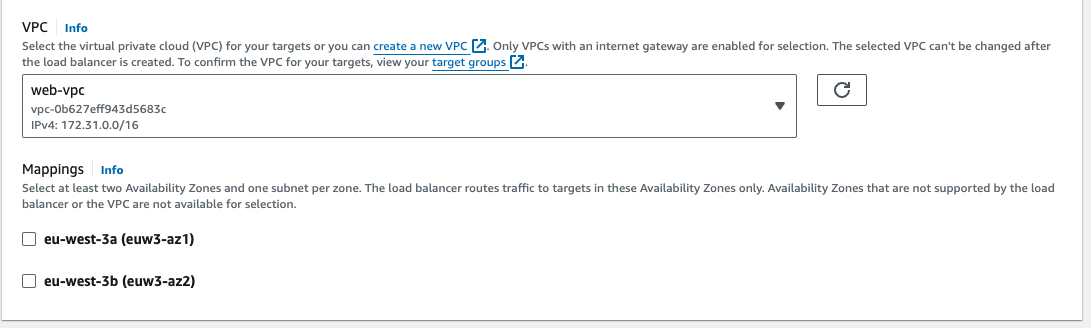 VPC Info
Select the virtual private cloud (VPC) for your targets or you can create a new VPC. Only VPCs with an internet gateway are enabled for selection. The selected VPC can't be changed after
the load balancer is created. To confirm the VPC for your targets, view your target groups.
web-vpc
vpc-0b627eff943d5683c
IPv4: 172.31.0.0/16
Mappings Info
Select at least two Availability Zones and one subnet per zone. The load balancer routes traffic to targets in these Availability Zones only. Availability Zones that are not supported by the load
balancer or the VPC are not available for selection.
eu-west-3a (euw3-az1)
eu-west-3b (euw3-az2)